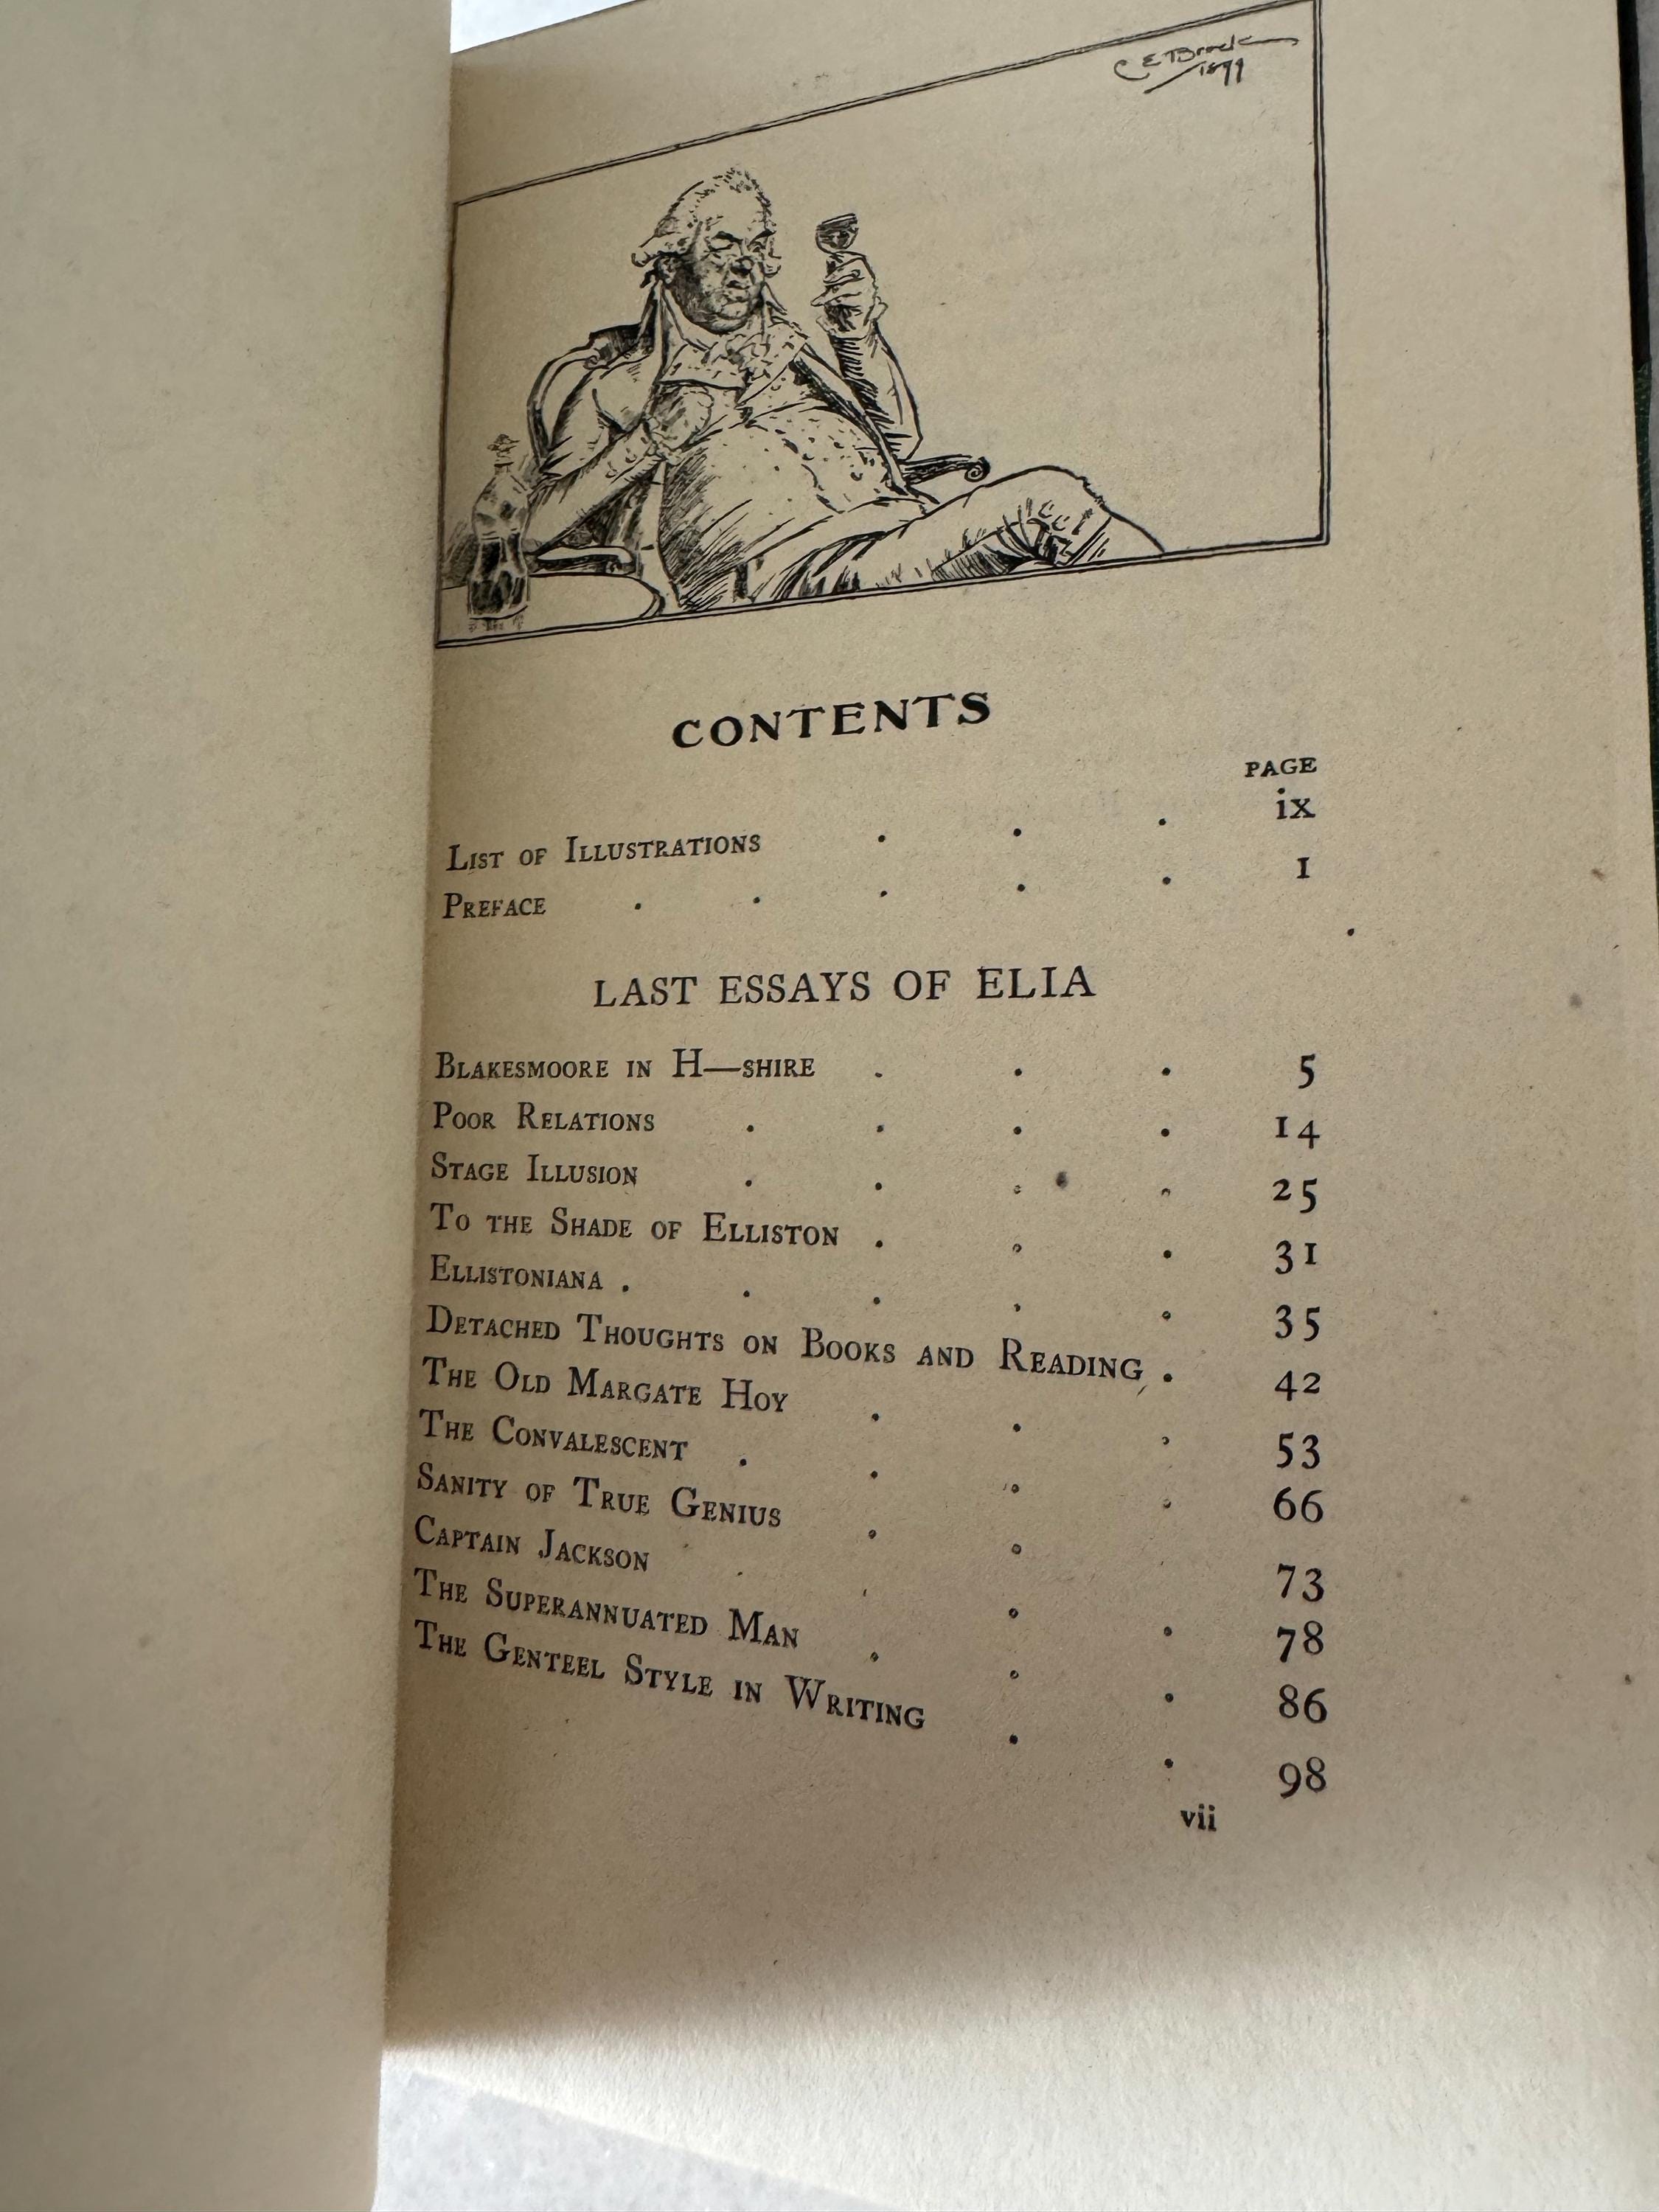 C E Brock
1899
CONTENTS
PAGE
LIST OF ILLUSTRATIONS . . . ix
PREFACE . . . . . 1
LAST ESSAYS OF ELIA
BLAKESMOORE IN H—SHIRE . . . 5
POOR RELATIONS . . . . 14
STAGE ILLUSION . . . . 25
TO THE SHADE OF ELLISTON . . . 31
ELLISTONIANA . . . . . 35
DETACHED THOUGHTS ON BOOKS AND READING . 42
THE OLD MARGATE HOY . . . 53
THE CONVALESCENT . . . . 66
SANITY OF TRUE GENIUS . . . 73
CAPTAIN JACKSON . . . . 78
THE SUPERANNUATED MAN . . . 86
THE GENTEEL STYLE IN WRITING . . 98
vii